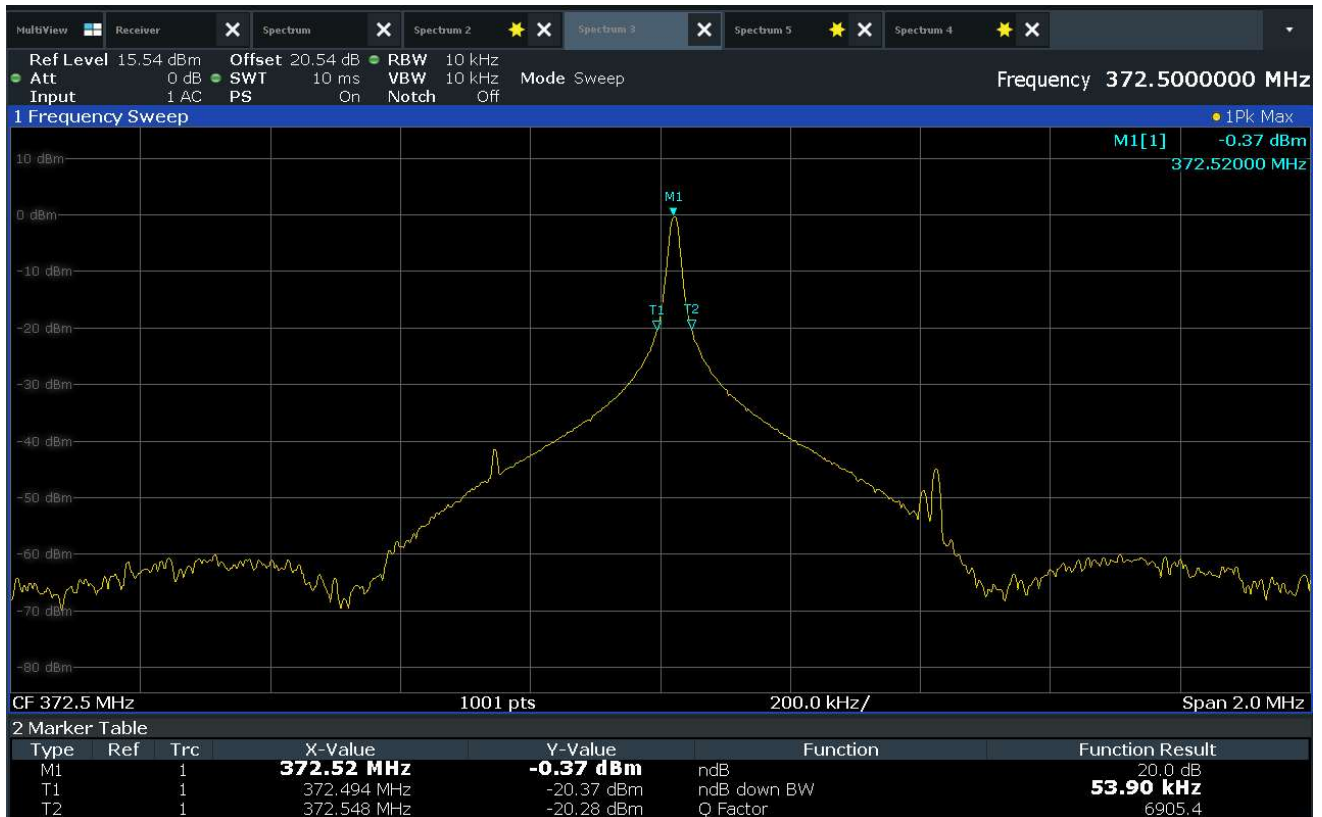 MultiView Receiver Spectrum Spectrum 2 Spectrum 3 Spectrum 5 Spectrum 4
Ref Level 15.54 dBm Offset 20.54 dB RBW 10 kHz
Att 0 dB SWT 10 ms VBW 10 kHz Mode Sweep Frequency 372.5000000 MHz
Input 1 AC PS On Notch Off
1 Frequency Sweep 1Pk Max
M1[1] -0.37 dBm
10 dBm
372.52000 MHz
M1
0 dBm
-10 dBm
T1 T2
-20 dBm
-30 dBm
-40 dBm
-50 dBm
-60 dBm
-70 dBm
-80 dBm
CF 372.5 MHz 1001 pts 200.0 kHz/ Span 2.0 MHz
2 Marker Table
Type Ref Trc X-Value Y-Value Function Function Result
M1 1 372.52 MHz -0.37 dBm ndB 20.0 dB
T1 1 372.494 MHz -20.37 dBm ndB down BW 53.90 kHz
T2 1 372.548 MHz -20.28 dBm Q Factor 6905.4